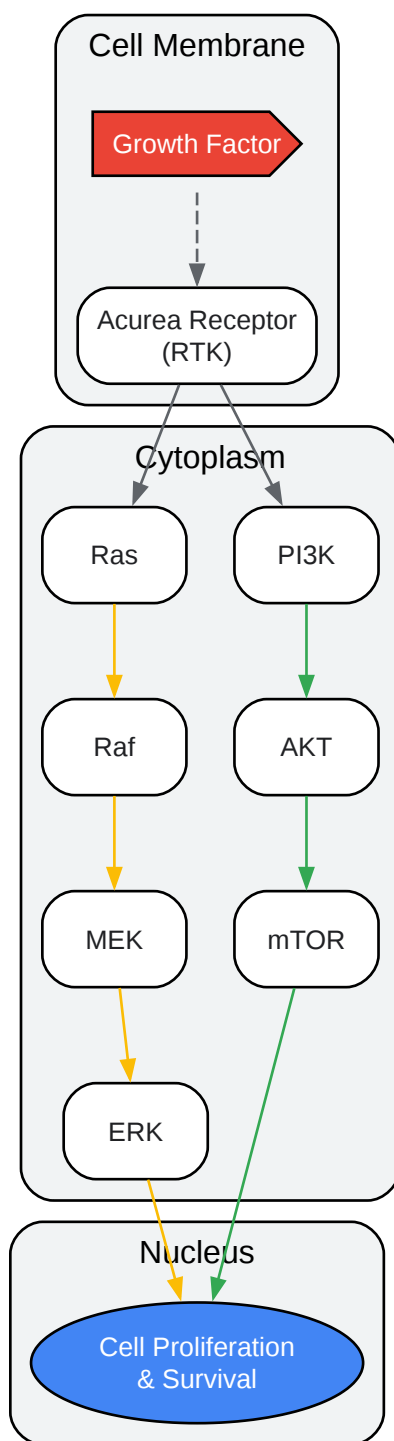 Cell Membrane
Growth Factor
Acurea Receptor
(RTK)
Cytoplasm
Ras
PI3K
Raf
AKT
MEK
mTOR
ERK
Nucleus
Cell Proliferation
& Survival